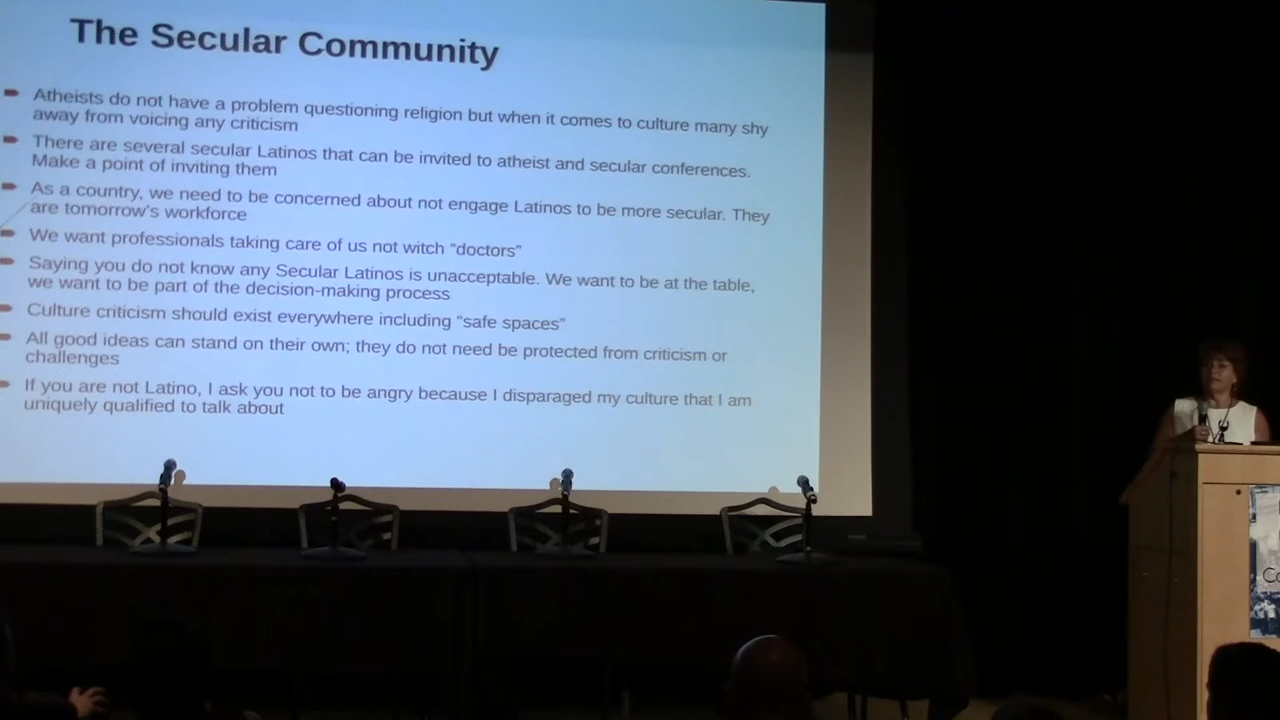 The Secular Community
Atheists do not have a problem questioning religion but when it comes to culture many shy
away from voicing any criticism
There are several secular Latinos that can be invited to atheist and secular conferences.
Make a point of inviting them
As a country, we need to be concerned about not engage Latinos to be more secular. They
are tomorrow's workforce
We want professionals taking care of us not witch “doctors”
Saying you do not know any Secular Latinos is unacceptable. We want to be at the table,
we want to be part of the decision-making process
Culture criticism should exist everywhere including “safe spaces”
All good ideas can stand on their own; they do not need be protected from criticism or
challenges
If you are not Latino, I ask you not to be angry because I disparaged my culture that I am
uniquely qualified to talk about